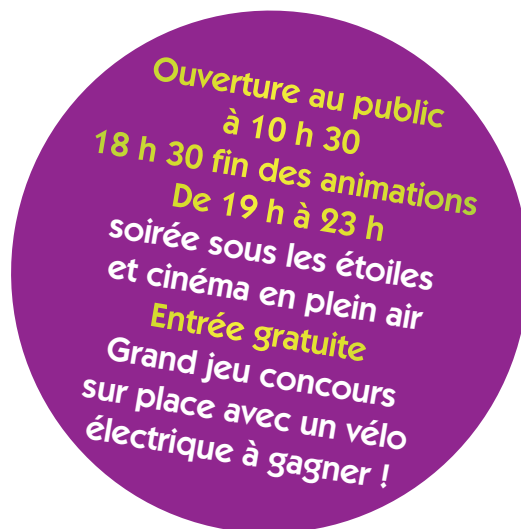 Ouverture au public
à 10 h 30
18 h 30 fin des animations
De 19 h à 23 h
soirée sous les étoiles
et cinéma en plein air
Entrée gratuite
Grand jeu concours
sur place avec un vélo
électrique à gagner !